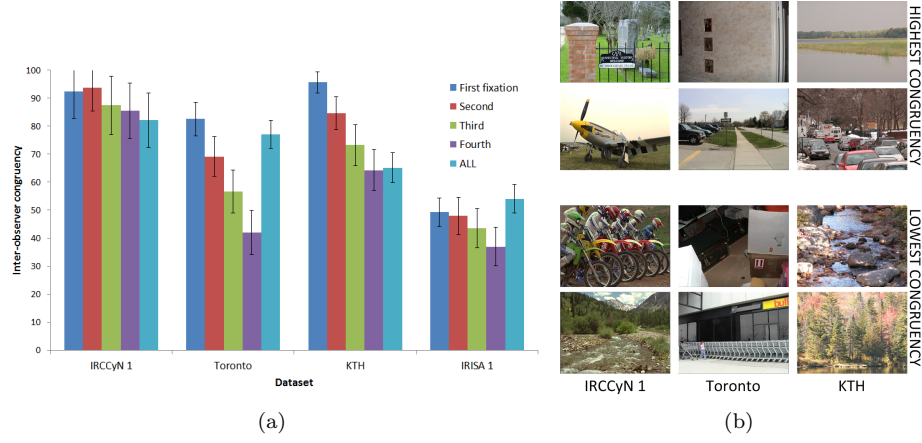 100
90
80
70
60
50
40
30
20
10
0
Inter-observer congruency
First fixation
Second
Third
Fourth
ALL
IRCCyN 1
Toronto
KTH
IRISA 1
Dataset
(a)
HIGHEST CONGRUENCY
LOWEST CONGRUENCY
IRCCyN 1
Toronto
KTH
(b)